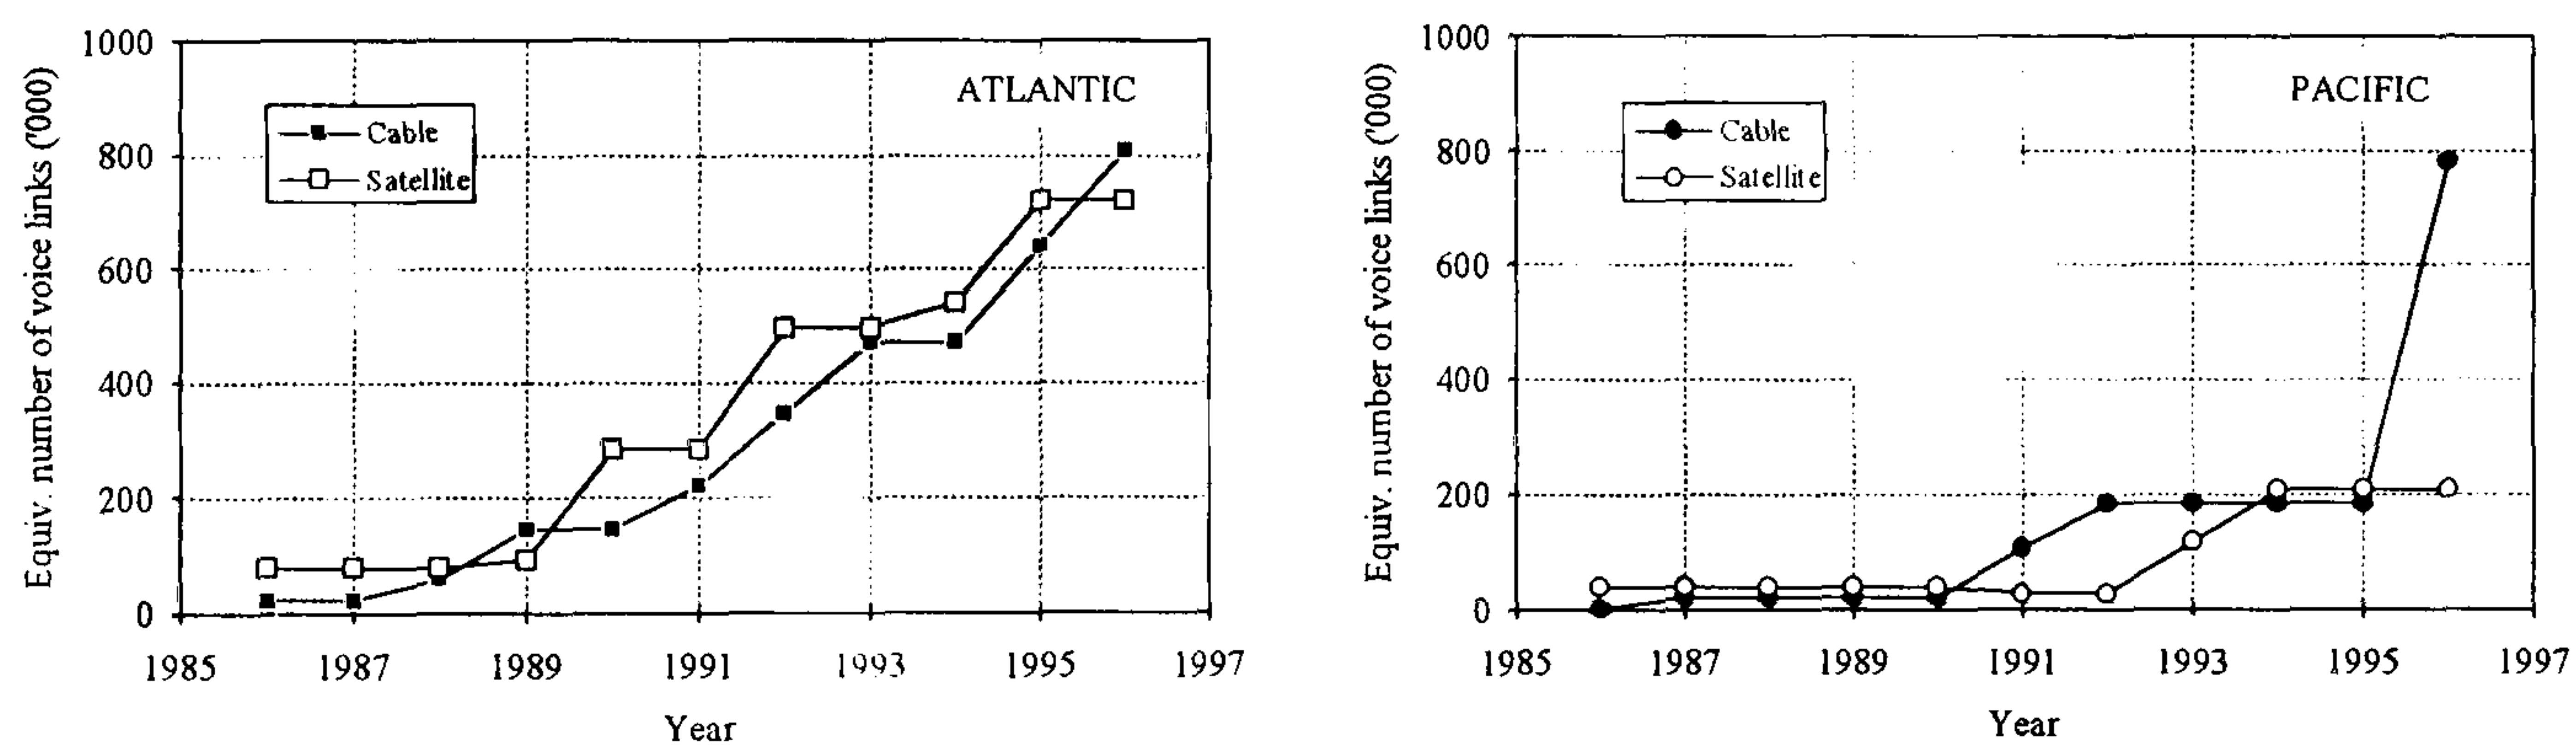 Equiv. number of voice links ('000)
1000
800
600
400
200
0
ATLANTIC
Cable
Satellite
1985 1987 1989 1991 1993 1995 1997
Year
Equiv. number of voice links ('000)
1000
800
600
400
200
0
PACIFIC
Cable
Satellite
1985 1987 1989 1991 1993 1995 1997
Year